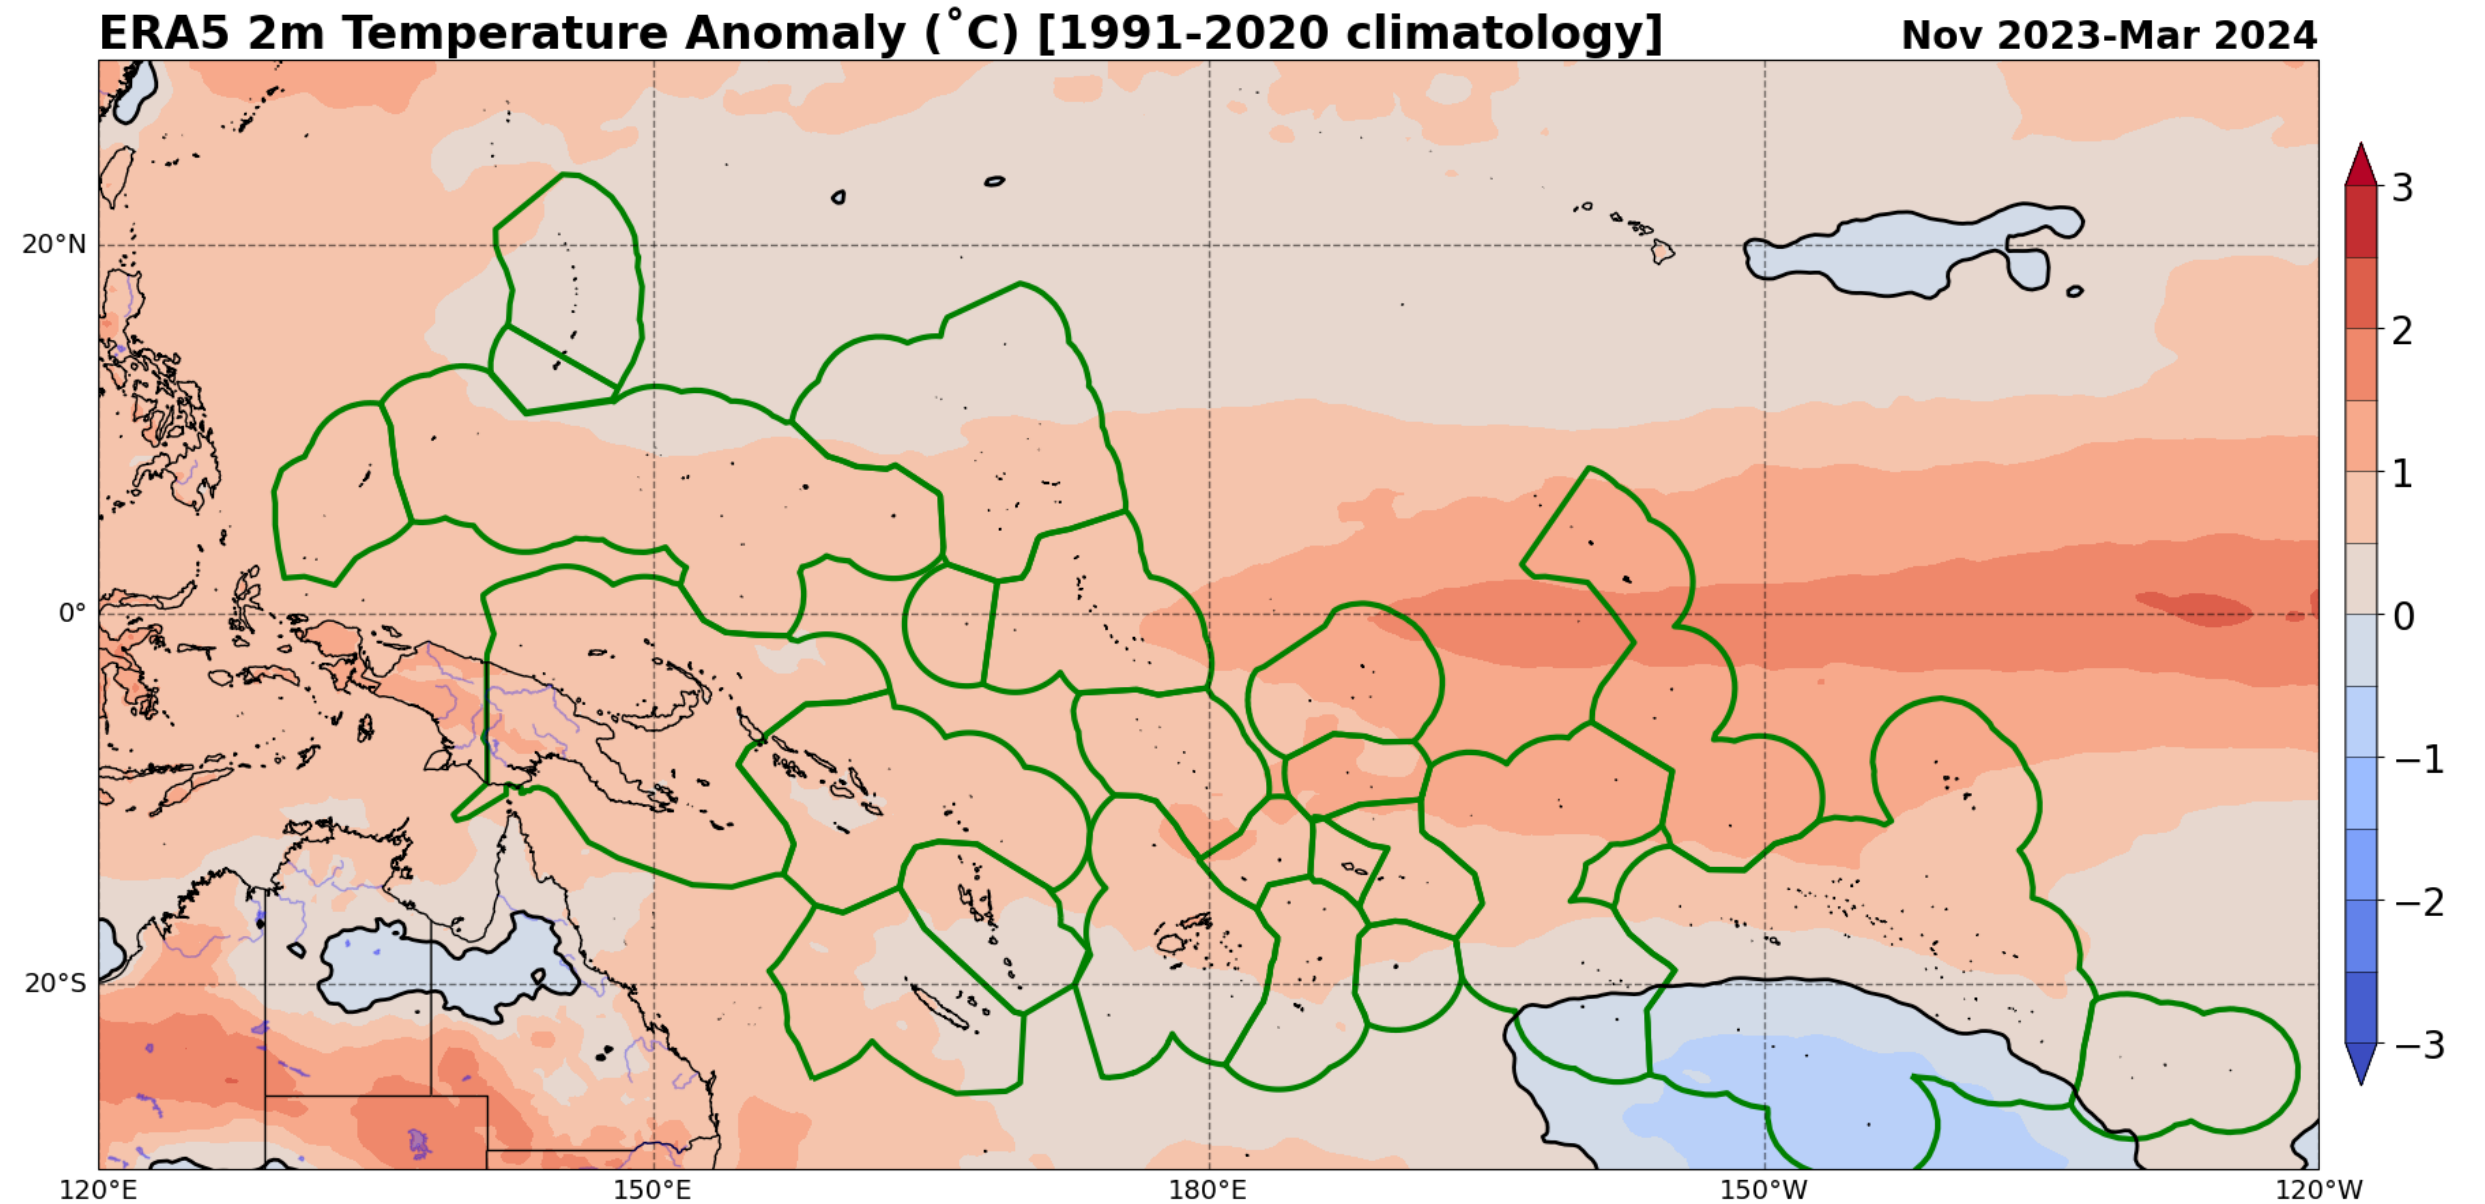 ERA5 2m Temperature Anomaly (˚C) [1991-2020 climatology]
Nov 2023-Mar 2024
20°N
0°
20°S
120°E
150°E
180°E
150°W
120°W
3
2
1
0
−1
−2
−3